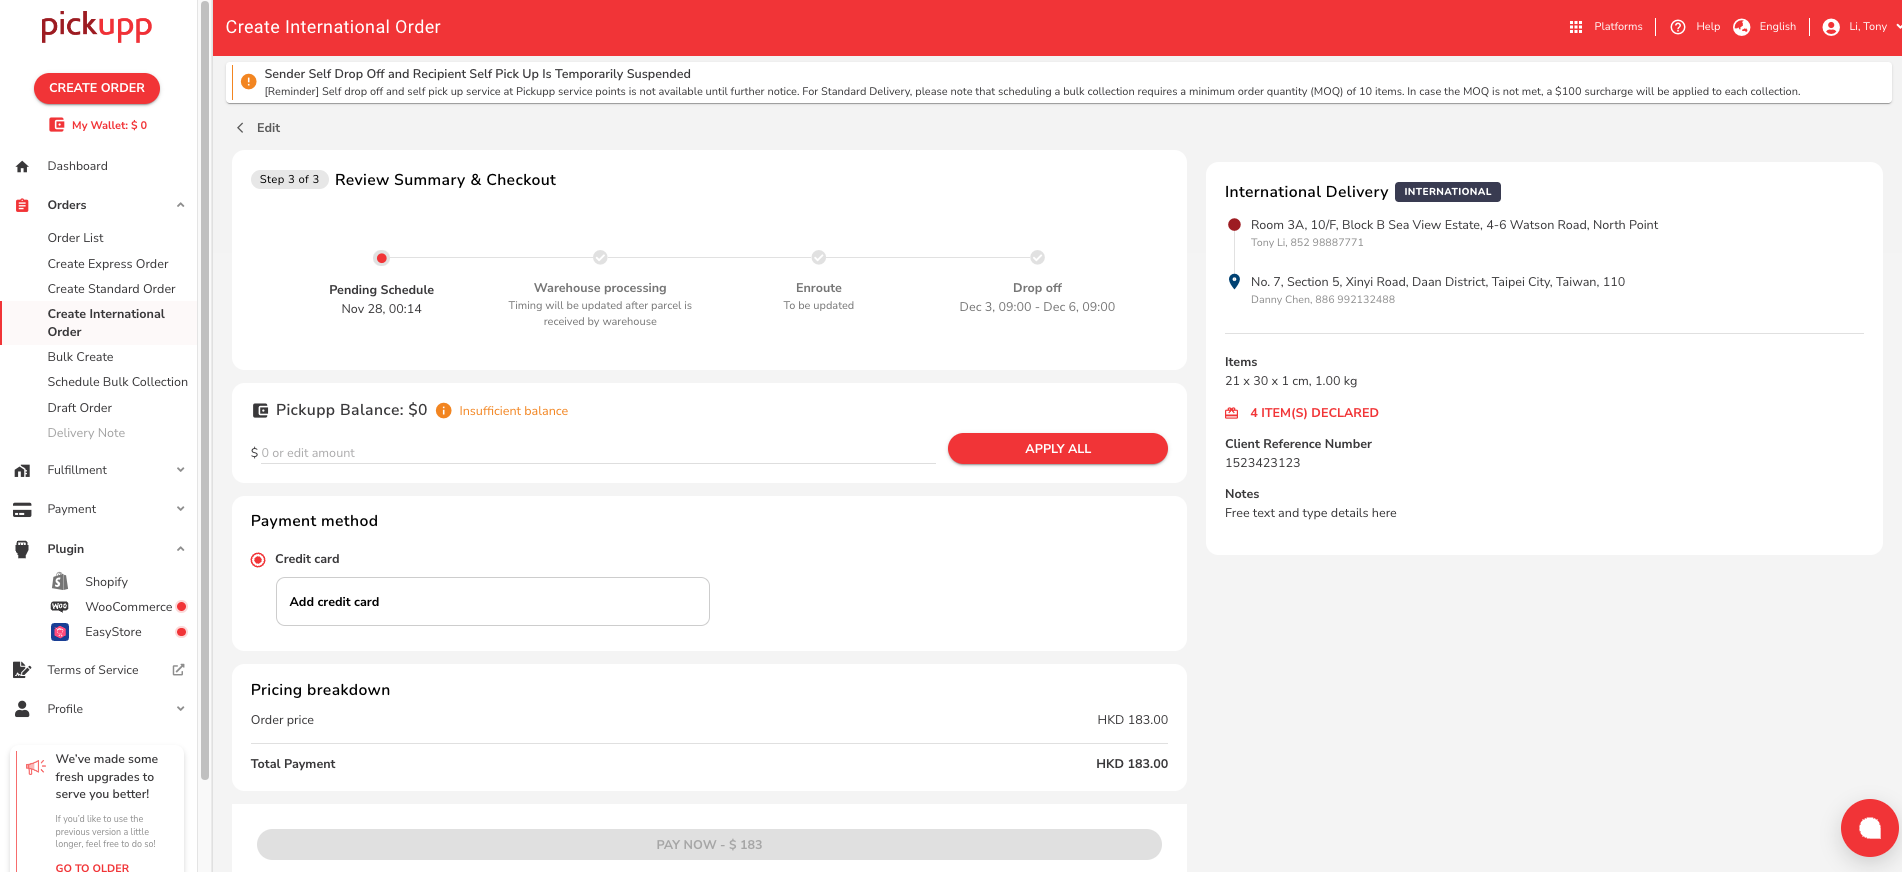 pickupp
CREATE ORDER
My Wallet: $ 0
Dashboard
Orders
Order List
Create Express Order
Create Standard Order
Create International
Order
Bulk Create
Schedule Bulk Collection
Draft Order
Delivery Note
Fulfillment
Payment
Plugin
Shopify
WooCommerce
EasyStore
Terms of Service
Profile
We've made some
fresh upgrades to
serve you better!
If you'd like to use the
previous version a little
longer, feel free to do so!
GO TO OLDER
Create International Order
Platforms
Help
English
Li, Tony
Sender Self Drop Off and Recipient Self Pick Up Is Temporarily Suspended
[Reminder] Self drop off and self pick up service at Pickupp service points is not available until further notice. For Standard Delivery, please note that scheduling a bulk collection requires a minimum order quantity (MOQ) of 10 items. In case the MOQ is not met, a $100 surcharge will be applied to each collection.
Edit
Step 3 of 3 Review Summary & Checkout
Pending Schedule
Nov 28, 00:14
Warehouse processing
Timing will be updated after parcel is
received by warehouse
Enroute
To be updated
Drop off
Dec 3, 09:00 - Dec 6, 09:00
Pickupp Balance: $0 Insufficient balance
$ 0 or edit amount
APPLY ALL
Payment method
Credit card
Add credit card
Pricing breakdown
Order price HKD 183.00
Total Payment HKD 183.00
PAY NOW - $ 183
International Delivery INTERNATIONAL
Room 3A, 10/F, Block B Sea View Estate, 4-6 Watson Road, North Point
Tony Li, 852 98887771
No. 7, Section 5, Xinyi Road, Daan District, Taipei City, Taiwan, 110
Danny Chen, 886 992132488
Items
21 x 30 x 1 cm, 1.00 kg
4 ITEM(S) DECLARED
Client Reference Number
1523423123
Notes
Free text and type details here